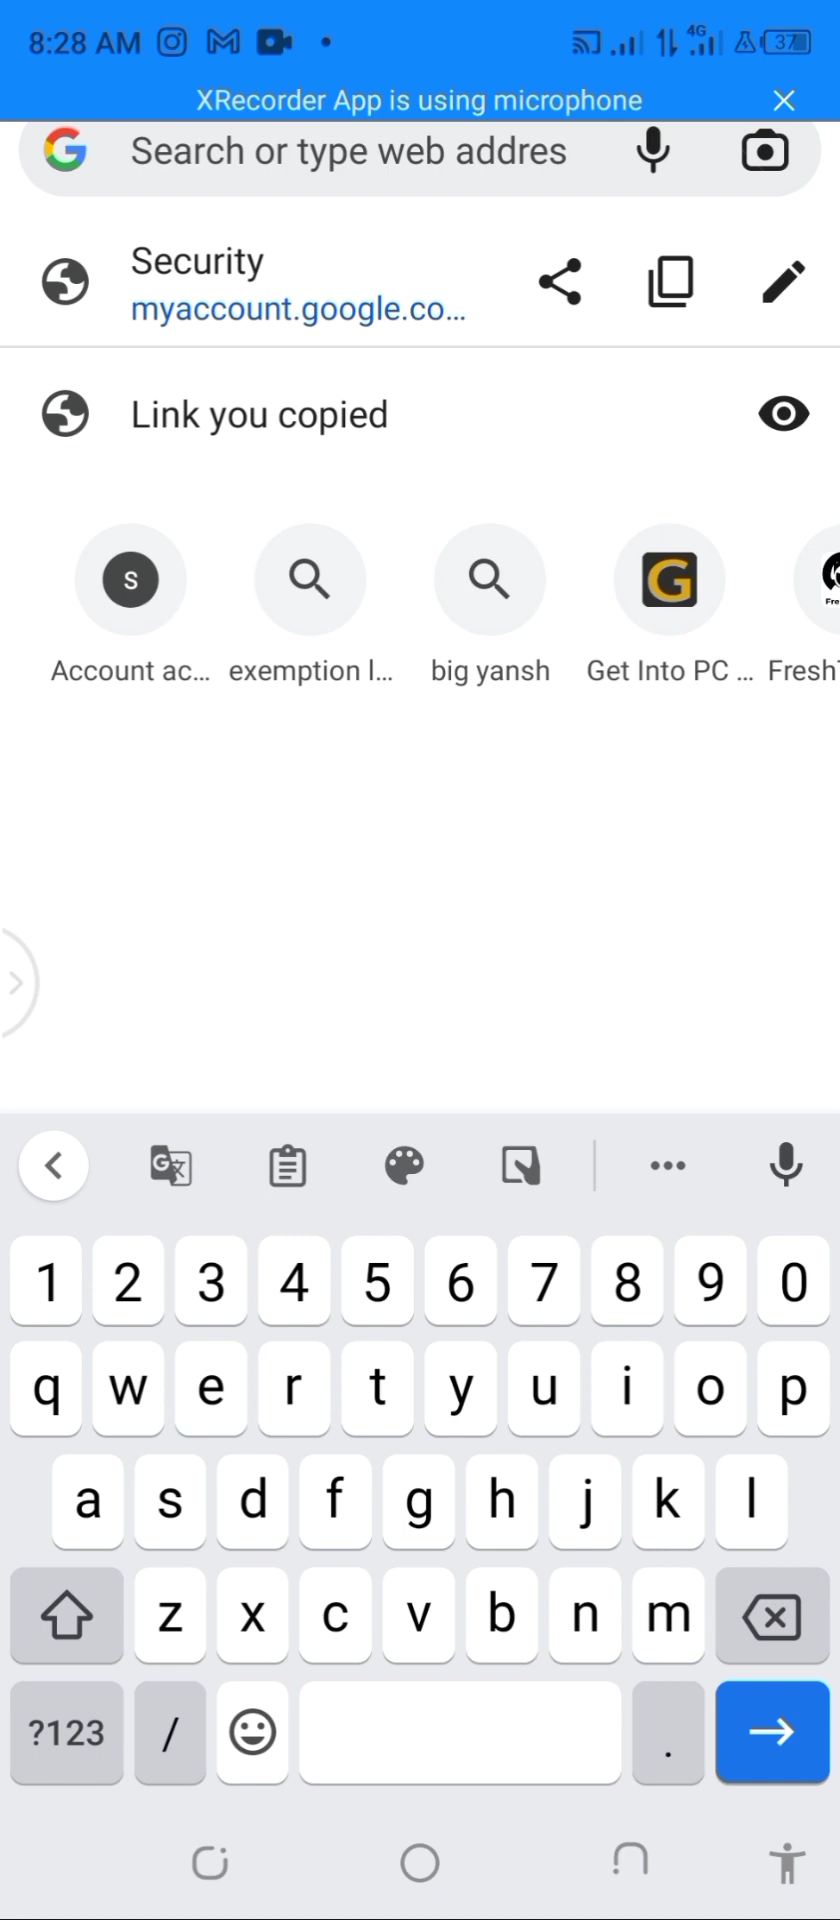 8:28 AM 4G 37
XRecorder App is using microphone
Search or type web addres
Security
myaccount.google.co...
Link you copied
S
G
Fre
Account ac... exemption l... big yansh Get Into PC ... Fresh
G
1 2 3 4 5 6 7 8 9 0
q w e r t y u i o p
a s d f g h j k l
z x c v b n m
?123 / .